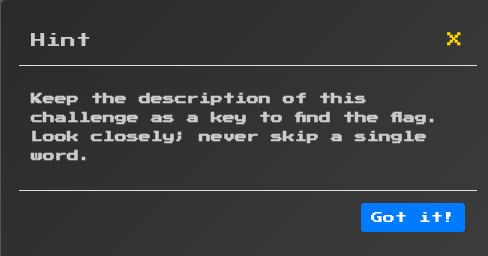 Hint
X
Keep the description of this
challenge as a key to find the flag.
Look closely; never skip a single
word.
Got it!